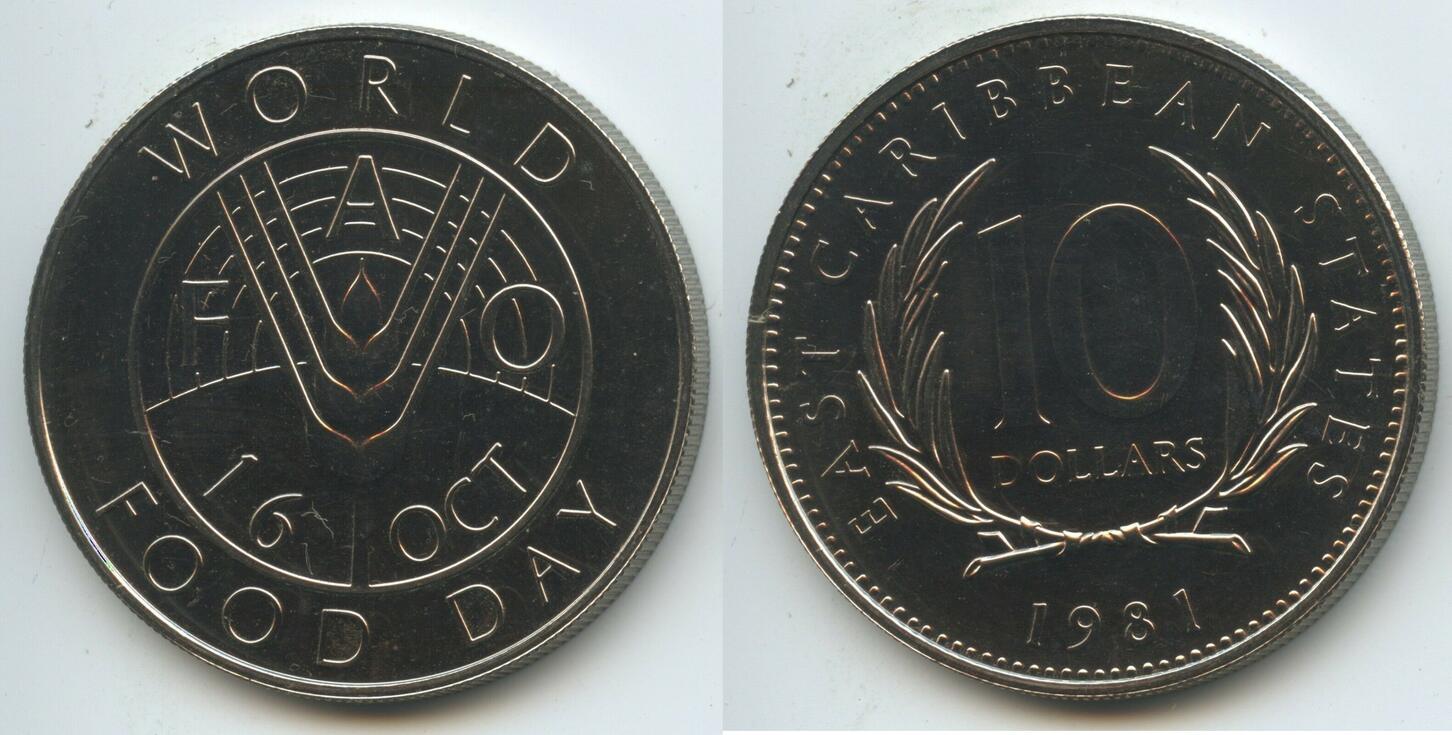 WORLD
FAO
16 OCT
FOOD DAY
EAST CARIBBEAN STATES
10
DOLLARS
1981